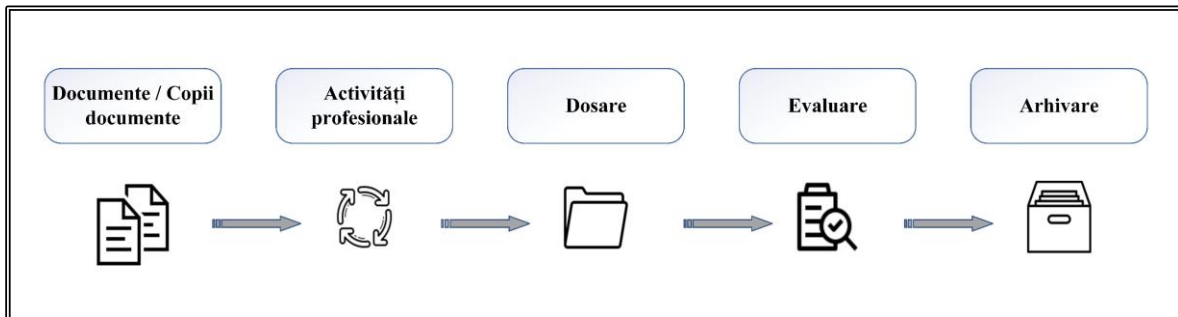 Documente / Copii
documente
Activități
profesionale
Dosare
Evaluare
Arhivare